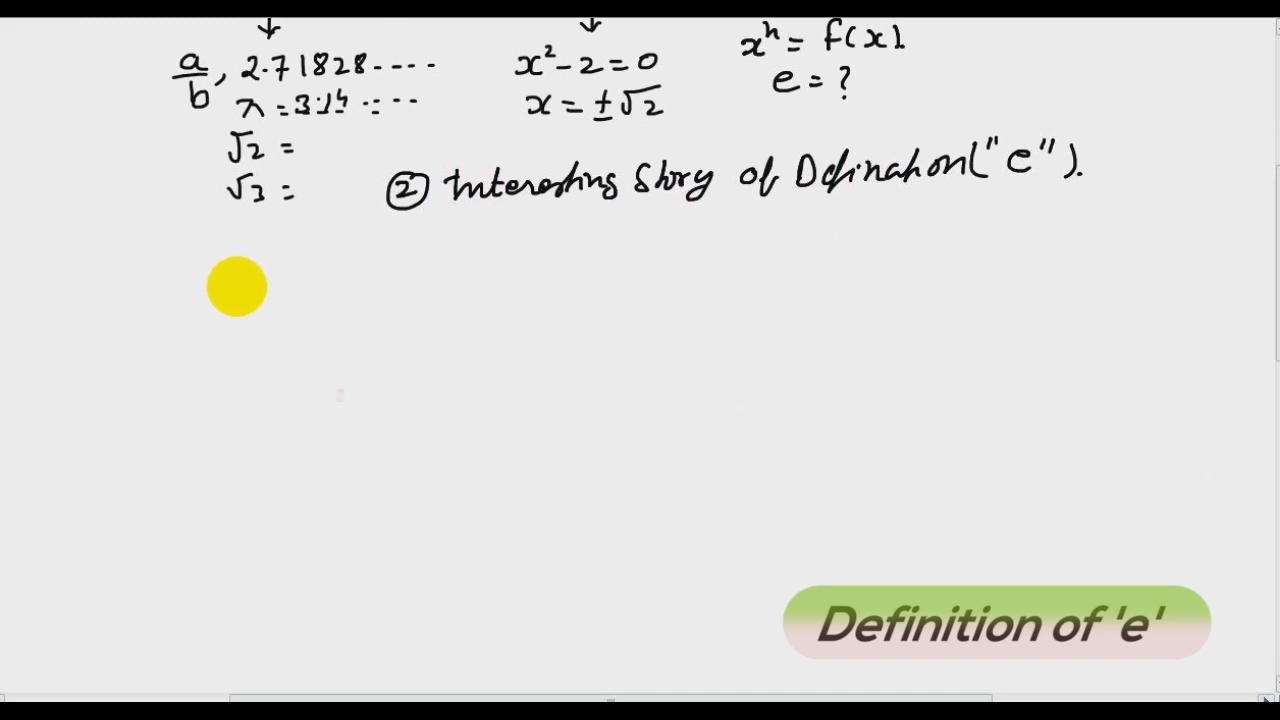 ↓ ↓
a/b, 2.71828---- x² - 2 = 0 xⁿ = f(x).
π = 3.14 ---- x = ±√2 e = ?
√2 =
√3 =
② Interesting Story of Defination("e").
Definition of 'e'